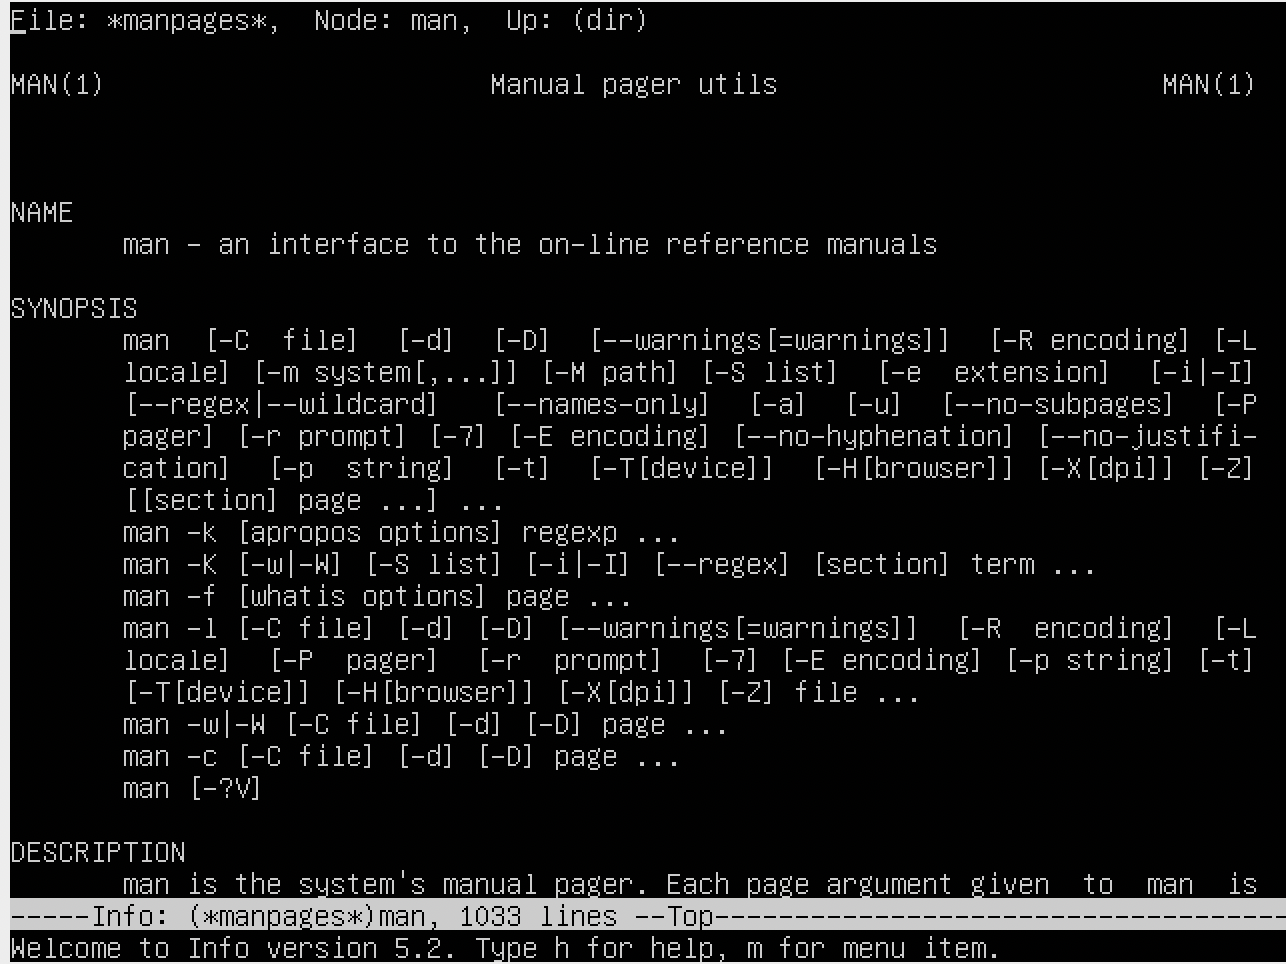 File: *manpages*,  Node: man,  Up: (dir)
MAN(1)                        Manual pager utils                        MAN(1)
NAME
       man - an interface to the on-line reference manuals
SYNOPSIS
       man  [-C  file]  [-d]  [-D]  [--warnings[=warnings]]  [-R encoding] [-L
       locale] [-m system[,...]] [-M path] [-S list]  [-e  extension]  [-i|-I]
       [--regex|--wildcard]   [--names-only]  [-a]  [-u]  [--no-subpages]  [-P
       pager] [-r prompt] [-7] [-E encoding] [--no-hyphenation] [--no-justifi-
       cation]  [-p  string]  [-t]  [-T[device]]  [-H[browser]] [-X[dpi]] [-Z]
       [[section] page ...] ...
       man -k [apropos options] regexp ...
       man -K [-w|-W] [-S list] [-i|-I] [--regex] [section] term ...
       man -f [whatis options] page ...
       man -l [-C file] [-d] [-D] [--warnings[=warnings]]  [-R  encoding]  [-L
       locale]  [-P  pager]  [-r  prompt]  [-7] [-E encoding] [-p string] [-t]
       [-T[device]] [-H[browser]] [-X[dpi]] [-Z] file ...
       man -w|-W [-C file] [-d] [-D] page ...
       man -c [-C file] [-d] [-D] page ...
       man [-?V]
DESCRIPTION
       man is the system's manual pager. Each page argument given  to  man  is
-----Info: (*manpages*)man, 1033 lines --Top------------------------------------
Welcome to Info version 5.2. Type h for help, m for menu item.